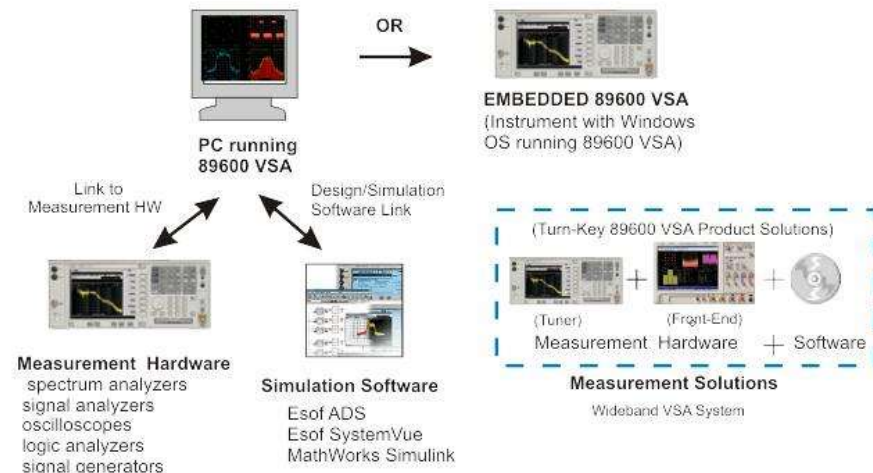 OR
PC running
89600 VSA
EMBEDDED 89600 VSA
(Instrument with Windows
OS running 89600 VSA)
Link to
Measurement HW
Design/Simulation
Software Link
Measurement Hardware
spectrum analyzers
signal analyzers
oscilloscopes
logic analyzers
signal generators
Simulation Software
Esof ADS
Esof SystemVue
MathWorks Simulink
(Turn-Key 89600 VSA Product Solutions)
+ +
(Tuner) (Front-End)
Measurement Hardware + Software
Measurement Solutions
Wideband VSA System